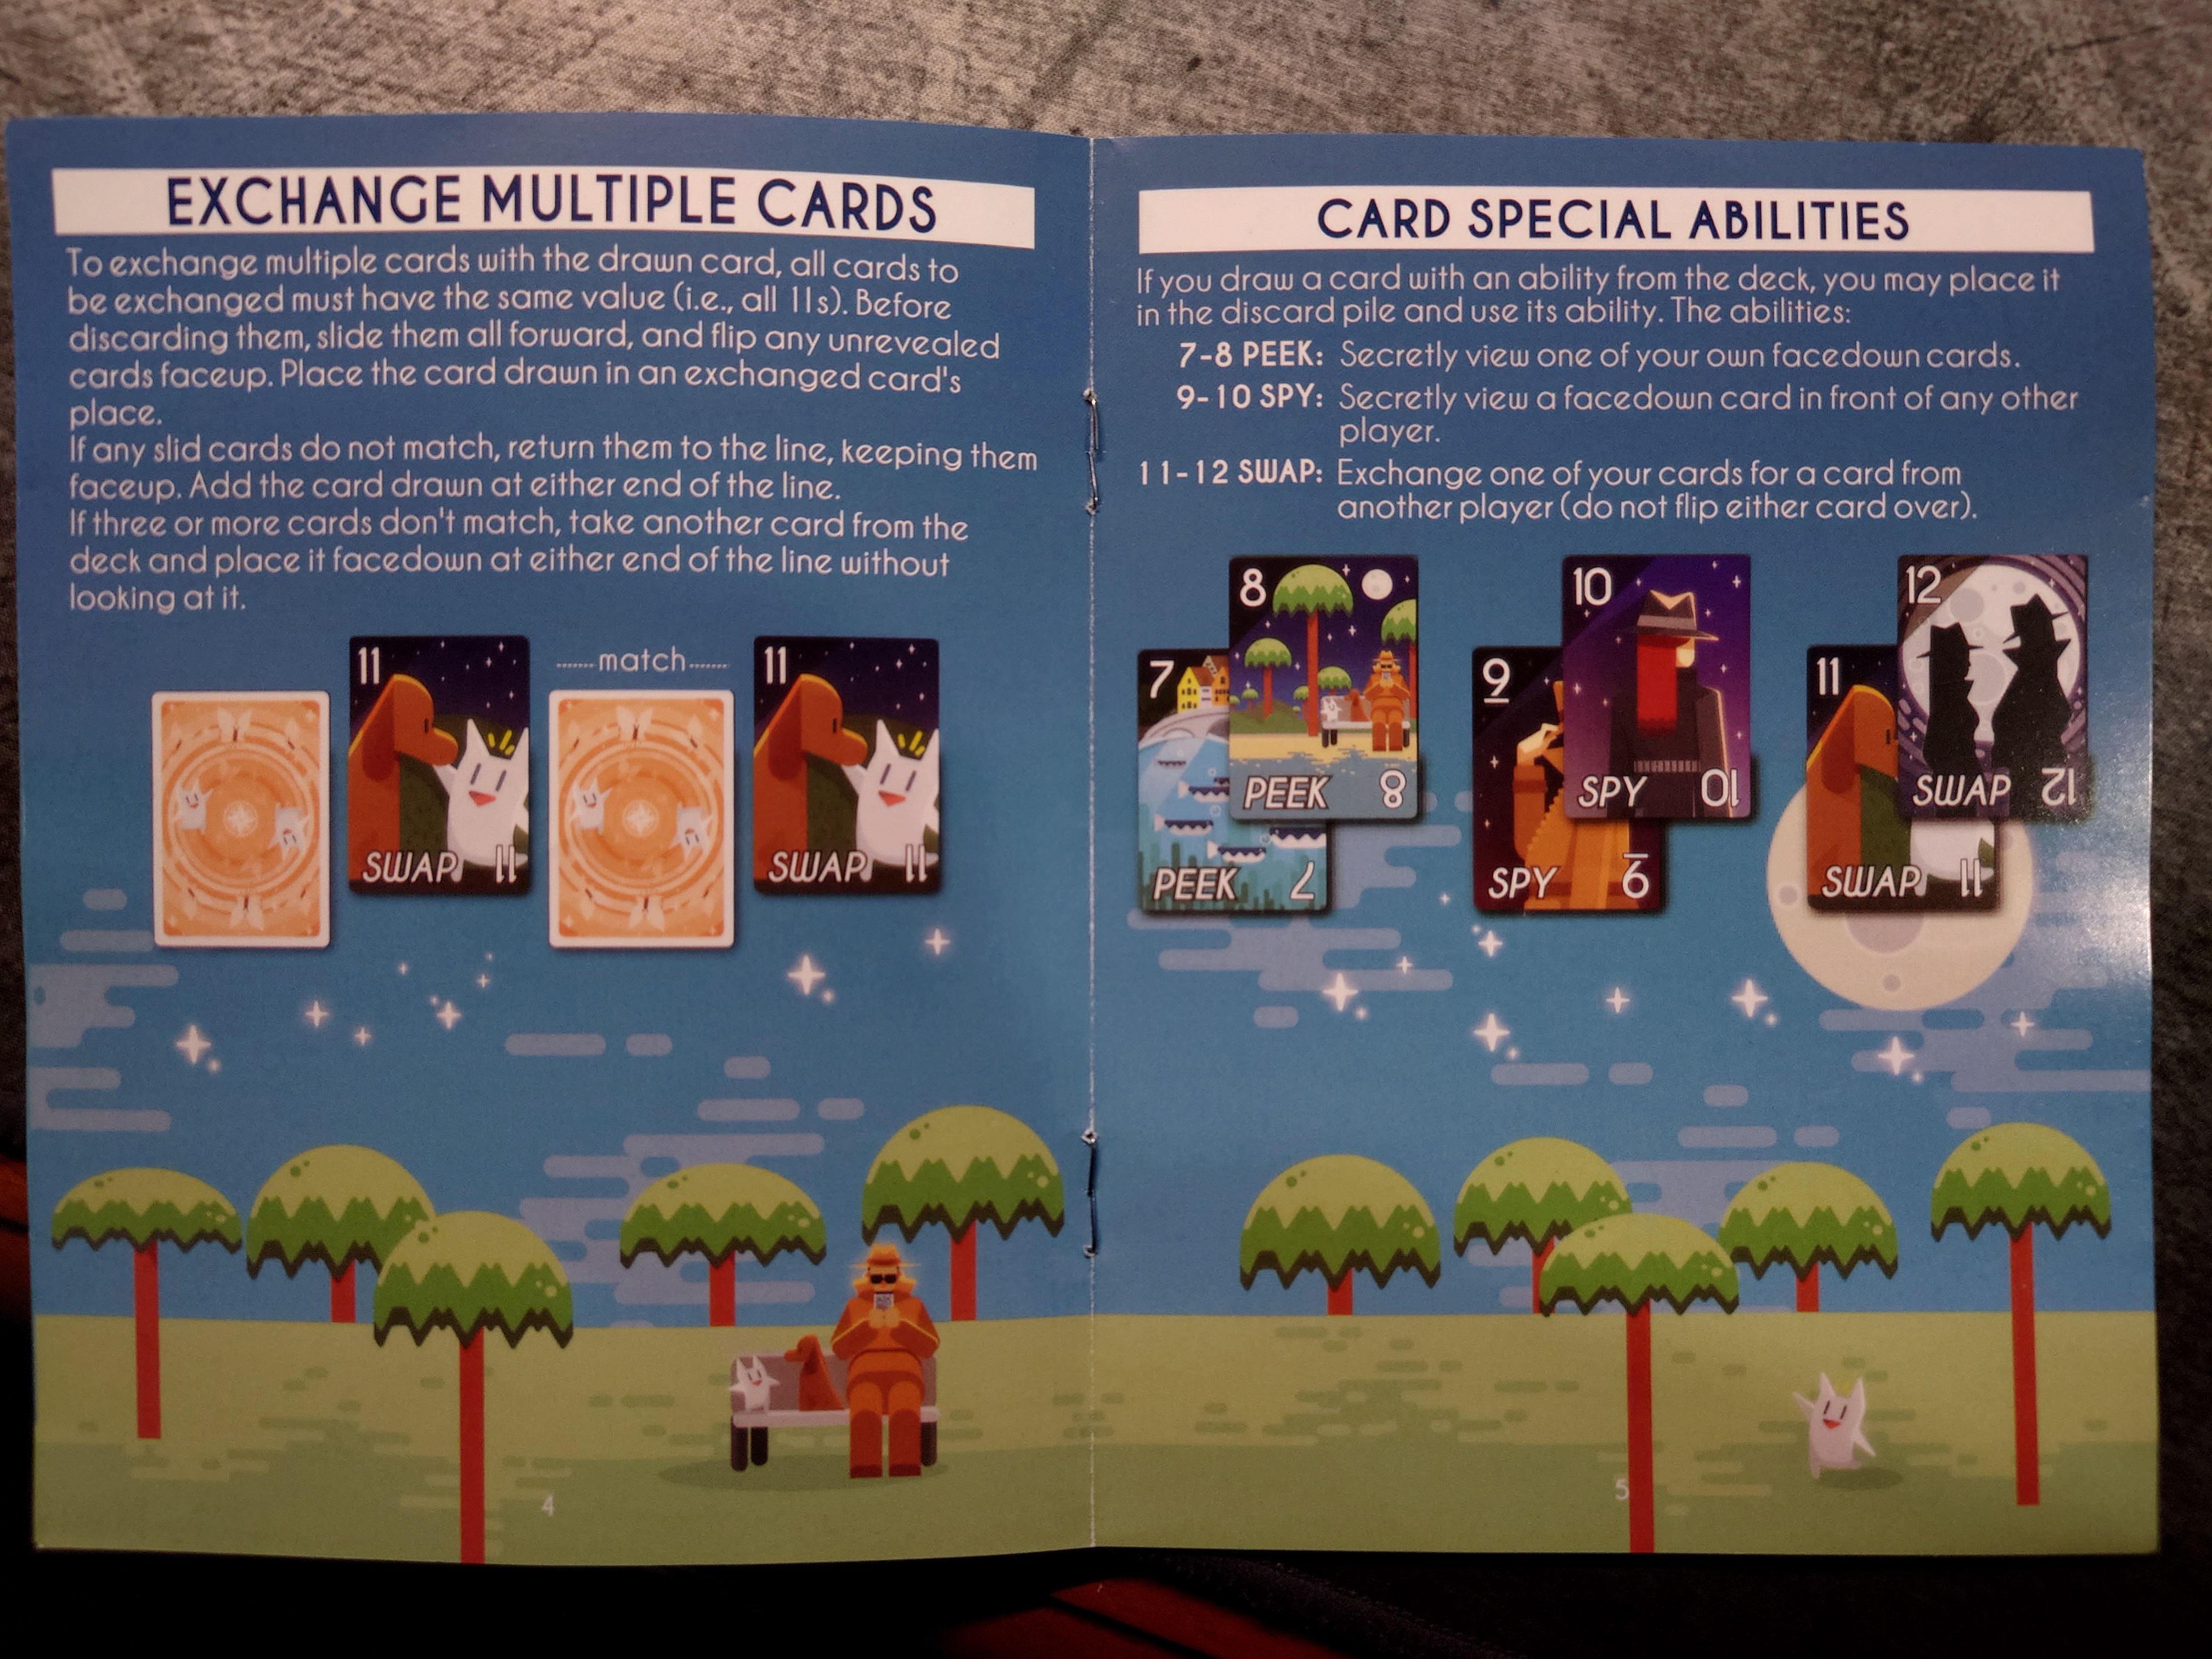 EXCHANGE MULTIPLE CARDS
To exchange multiple cards with the drawn card, all cards to
be exchanged must have the same value (i.e., all 11s). Before
discarding them, slide them all forward, and flip any unrevealed
cards faceup. Place the card drawn in an exchanged card's
place.
If any slid cards do not match, return them to the line, keeping them
faceup. Add the card drawn at either end of the line.
If three or more cards don't match, take another card from the
deck and place it facedown at either end of the line without
looking at it.
......match......
11
SWAP 11
11
SWAP 11
4
CARD SPECIAL ABILITIES
If you draw a card with an ability from the deck, you may place it
in the discard pile and use its ability. The abilities:
7-8 PEEK: Secretly view one of your own facedown cards.
9-10 SPY: Secretly view a facedown card in front of any other
player.
11-12 SWAP: Exchange one of your cards for a card from
another player (do not flip either card over).
7
PEEK 7
8
PEEK 8
9
SPY 9
10
SPY 10
11
SWAP 11
12
SWAP 12
5